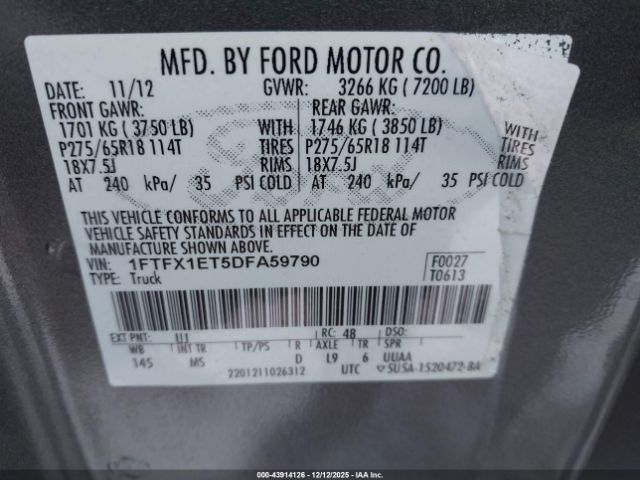 MFD. BY FORD MOTOR CO.
DATE: 11/12 GVWR: 3266 KG ( 7200 LB)
FRONT GAWR: REAR GAWR:
1701 KG ( 3750 LB) WITH 1746 KG ( 3850 LB) WITH
P275/65R18 114T TIRES P275/65R18 114T TIRES
18X7.5J RIMS 18X7.5J RIMS
AT 240 kPa/ 35 PSI COLD AT 240 kPa/ 35 PSI COLD
THIS VEHICLE CONFORMS TO ALL APPLICABLE FEDERAL MOTOR
VEHICLE SAFETY STANDARDS IN EFFECT ON THE DATE OF
MANUFACTURE SHOWN ABOVE.
VIN: 1FTFX1ET5DFA59790 F0027
TYPE: Truck T0613
EXT PNT: UJ RC: 48 DSO:
WB INT TR TP/PS R AXLE TR SPR
145 MS D L9 6 UUAA
2201211026312 UTC SU5A-1520472-BA
000-43914126 - 12/12/2025 - IAAI.COM